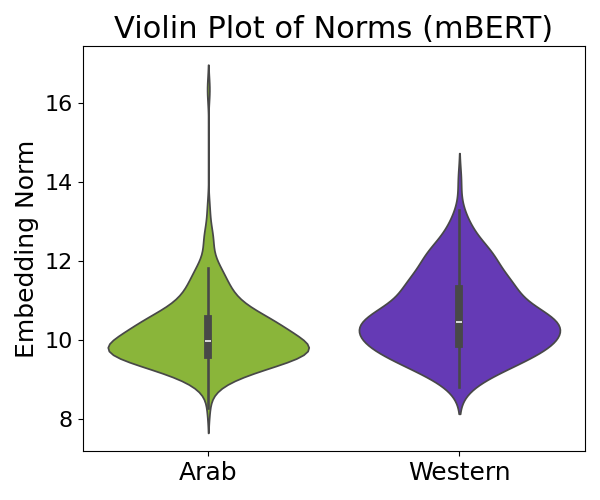 Violin Plot of Norms (mBERT)
Embedding Norm
16
14
12
10
8
Arab
Western